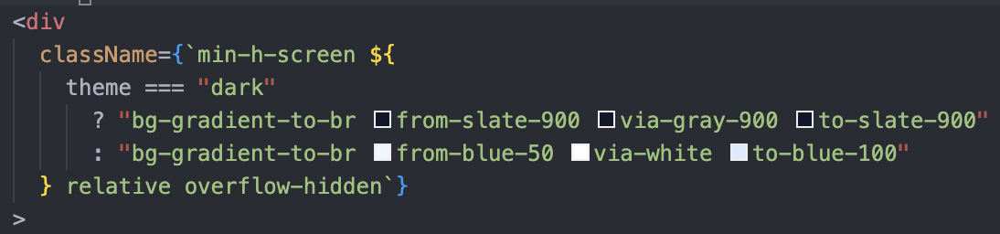 <div
className={`min-h-screen ${
theme === "dark"
? "bg-gradient-to-br from-slate-900 via-gray-900 to-slate-900"
: "bg-gradient-to-br from-blue-50 via-white to-blue-100"
} relative overflow-hidden`}
>